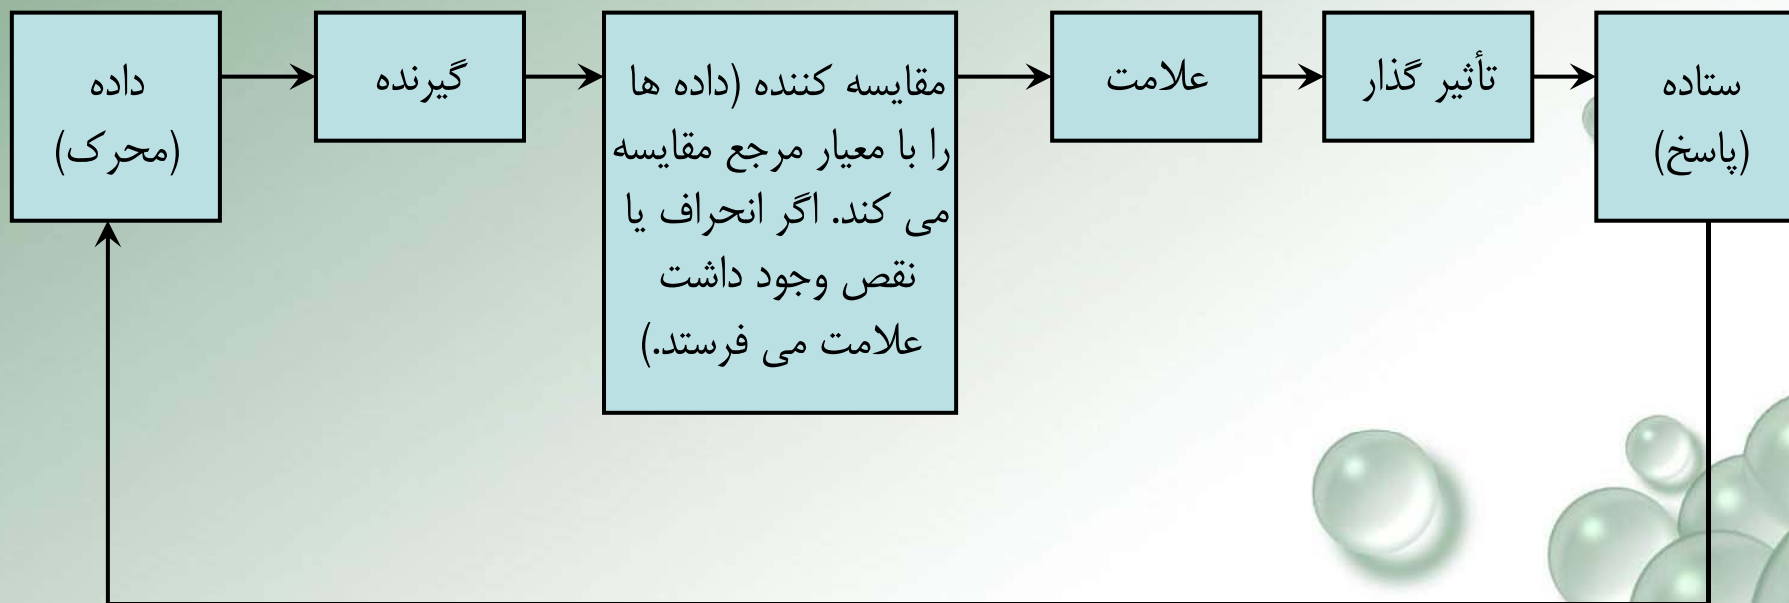 داده
(محرک)
گیرنده
مقایسه کننده (داده ها
را با معیار مرجع مقایسه
می کند. اگر انحراف یا
نقص وجود داشت
علامت می فرستد.)
علامت
تأثیر گذار
ستاده
(پاسخ)